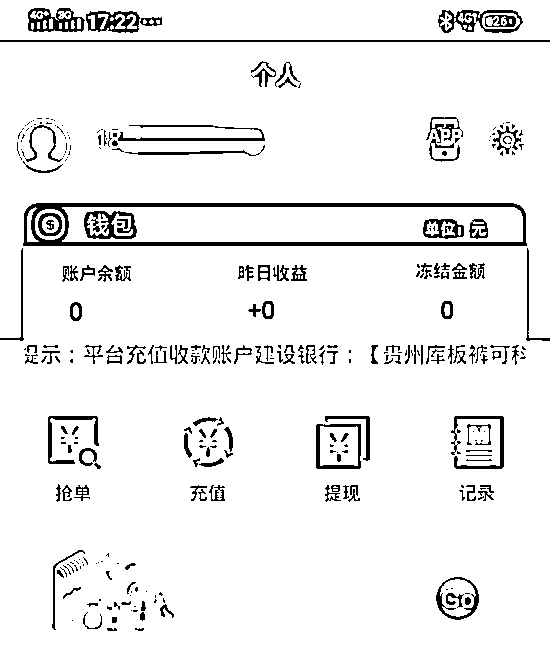 17:22
个人
APP
钱包 单位:元
账户余额 昨日收益 冻结金额
0 +0 0
提示：平台充值收款账户建设银行：【贵州库板裤可科
抢单 充值 提现 记录
Go